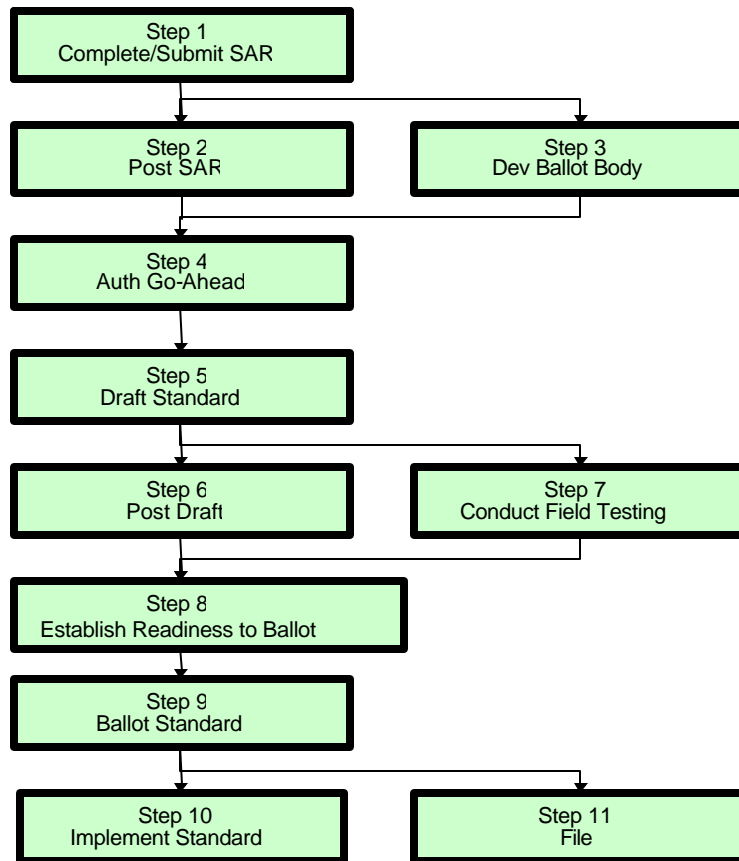 Step 1
Complete/Submit SAR
Step 2
Post SAR
Step 3
Dev Ballot Body
Step 4
Auth Go-Ahead
Step 5
Draft Standard
Step 6
Post Draft
Step 7
Conduct Field Testing
Step 8
Establish Readiness to Ballot
Step 9
Ballot Standard
Step 10
Implement Standard
Step 11
File